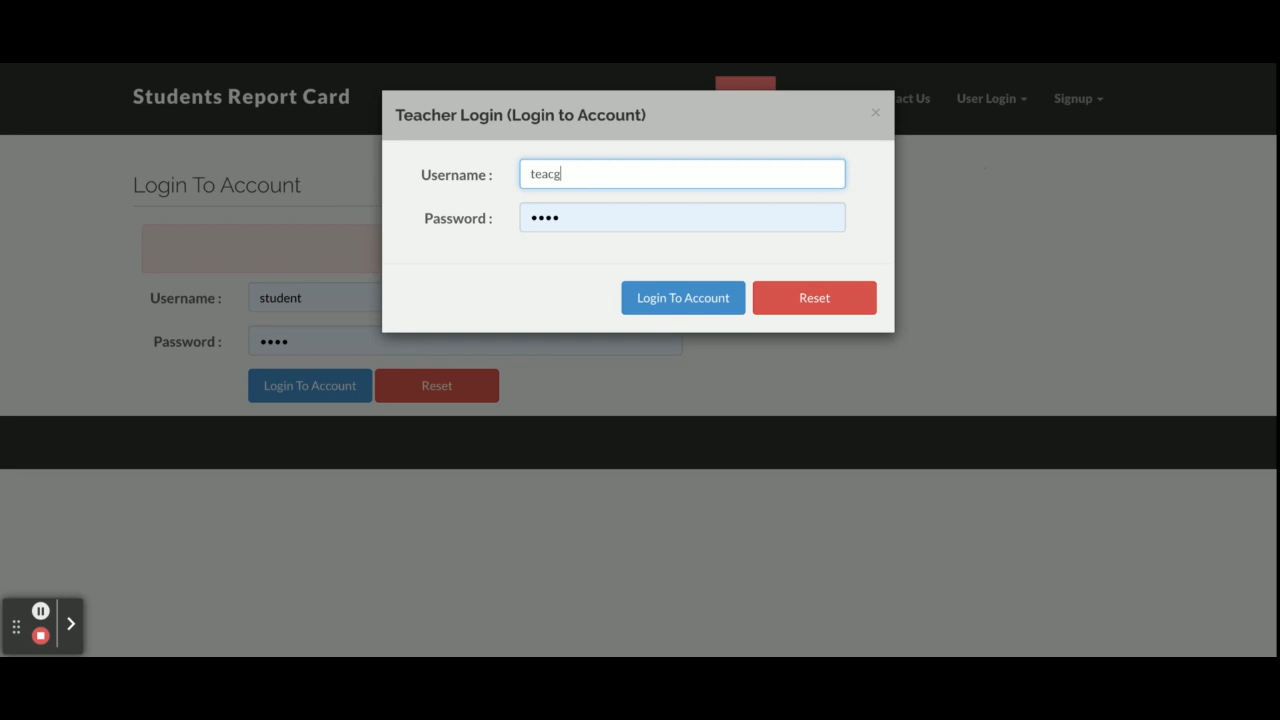 Students Report Card
act Us
User Login
Signup
Teacher Login (Login to Account)
×
Username :
teacg
Password :
••••
Login To Account
Reset
Login To Account
Username :
student
Password :
••••
Login To Account
Reset